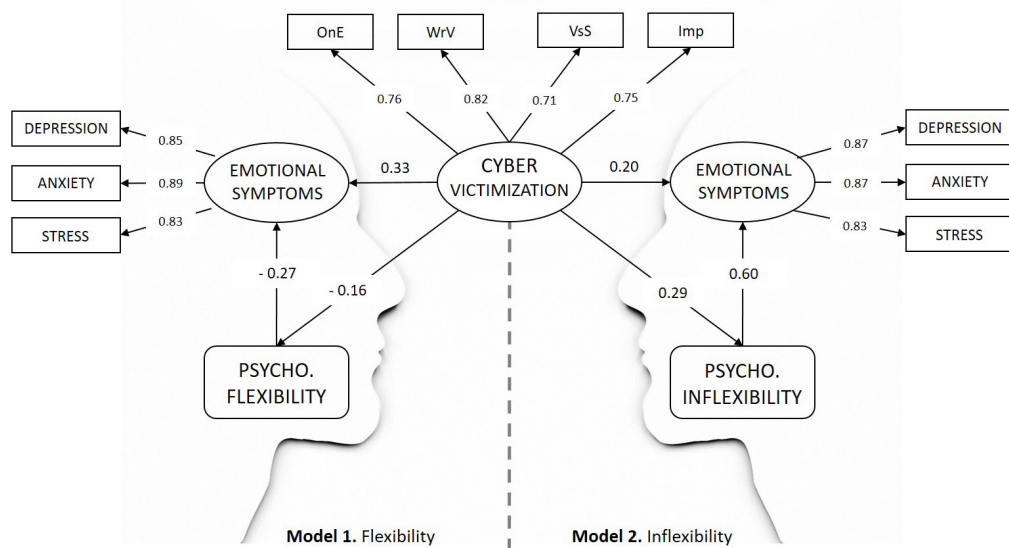 OnE
WrV
VsS
Imp
0.76
0.82
0.71
0.75
DEPRESSION
ANXIETY
STRESS
0.85
0.89
0.83
EMOTIONAL
SYMPTOMS
0.33
CYBER
VICTIMIZATION
0.20
EMOTIONAL
SYMPTOMS
0.87
0.87
0.83
DEPRESSION
ANXIETY
STRESS
- 0.27
- 0.16
0.29
0.60
PSYCHO.
FLEXIBILITY
PSYCHO.
INFLEXIBILITY
Model 1. Flexibility
Model 2. Inflexibility